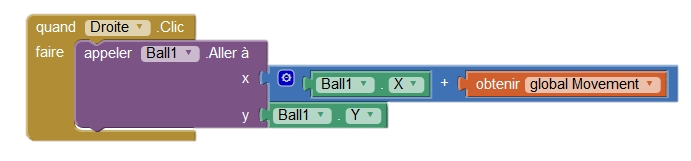 quand Droite .Clic
faire appeler Ball1 .Aller à
x Ball1 . X + obtenir global Movement
y Ball1 . Y